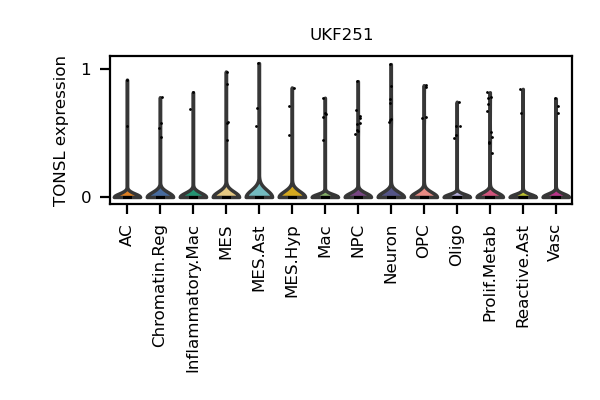 UKF251
TONSL expression
1
0
AC
Chromatin.Reg
Inflammatory.Mac
MES
MES.Ast
MES.Hyp
Mac
NPC
Neuron
OPC
Oligo
Prolif.Metab
Reactive.Ast
Vasc